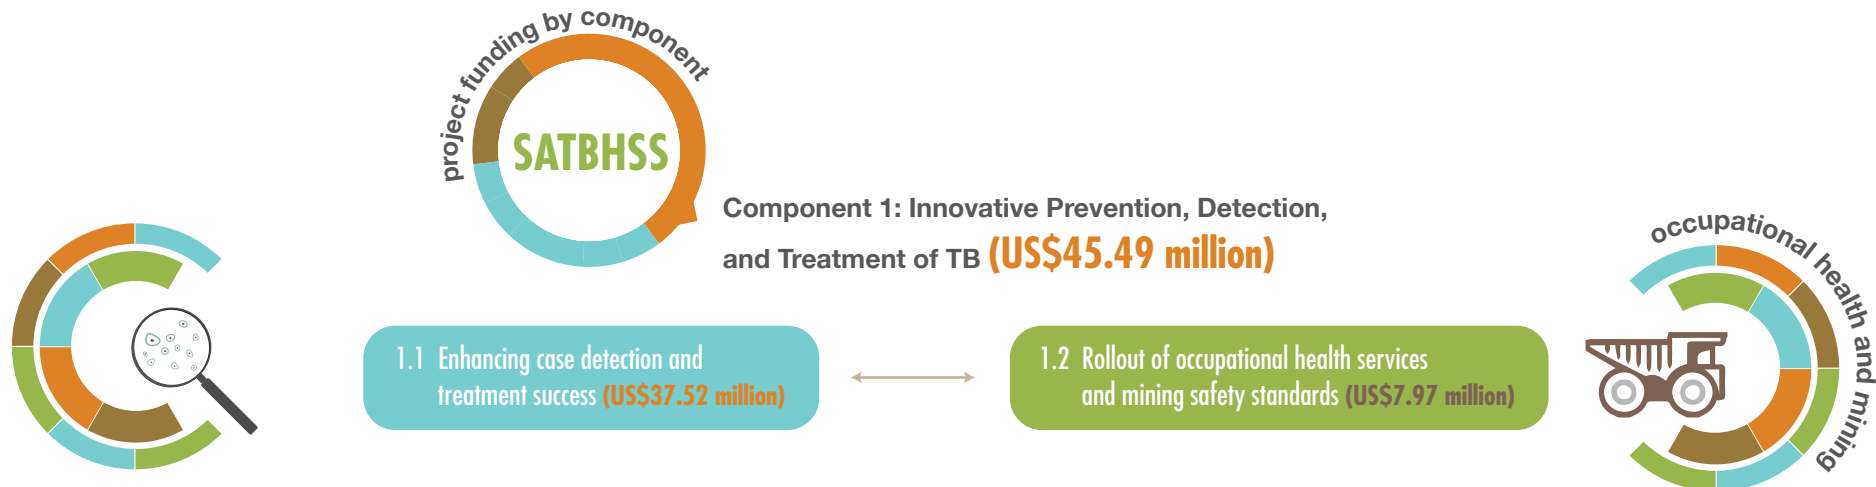 project funding by component
SATBHSS
Component 1: Innovative Prevention, Detection,
and Treatment of TB (US$45.49 million)
1.1 Enhancing case detection and
treatment success (US$37.52 million)
1.2 Rollout of occupational health services
and mining safety standards (US$7.97 million)
occupational health and mining